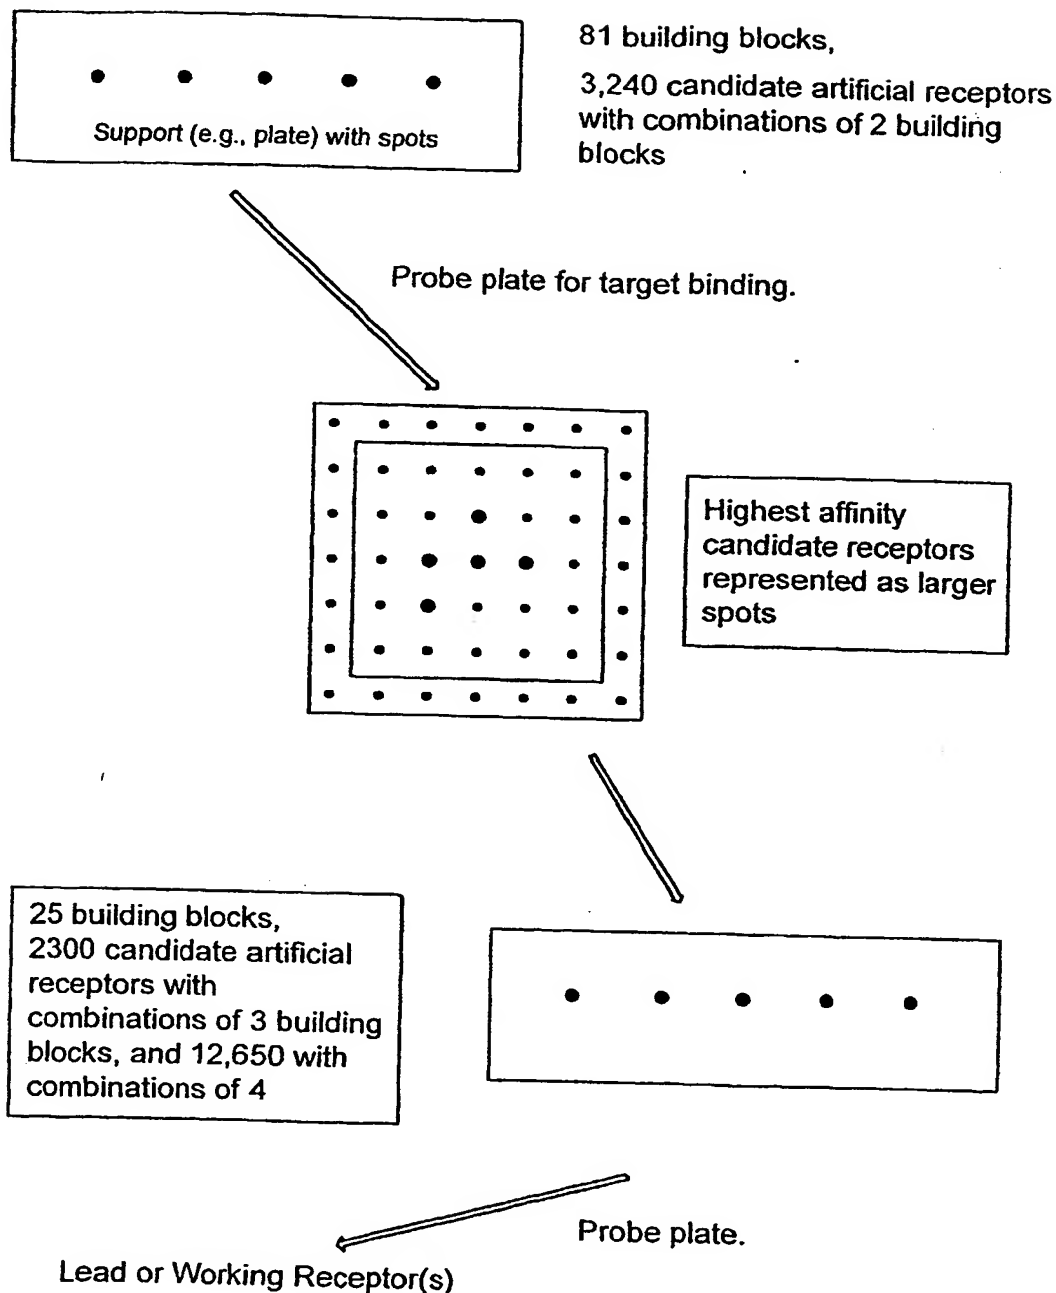 81 building blocks,
3,240 candidate artificial receptors
with combinations of 2 building
blocks
Support (e.g., plate) with spots
Probe plate for target binding.
Highest affinity
candidate receptors
represented as larger
spots
25 building blocks,
2300 candidate artificial
receptors with
combinations of 3 building
blocks, and 12,650 with
combinations of 4
Probe plate.
Lead or Working Receptor(s)